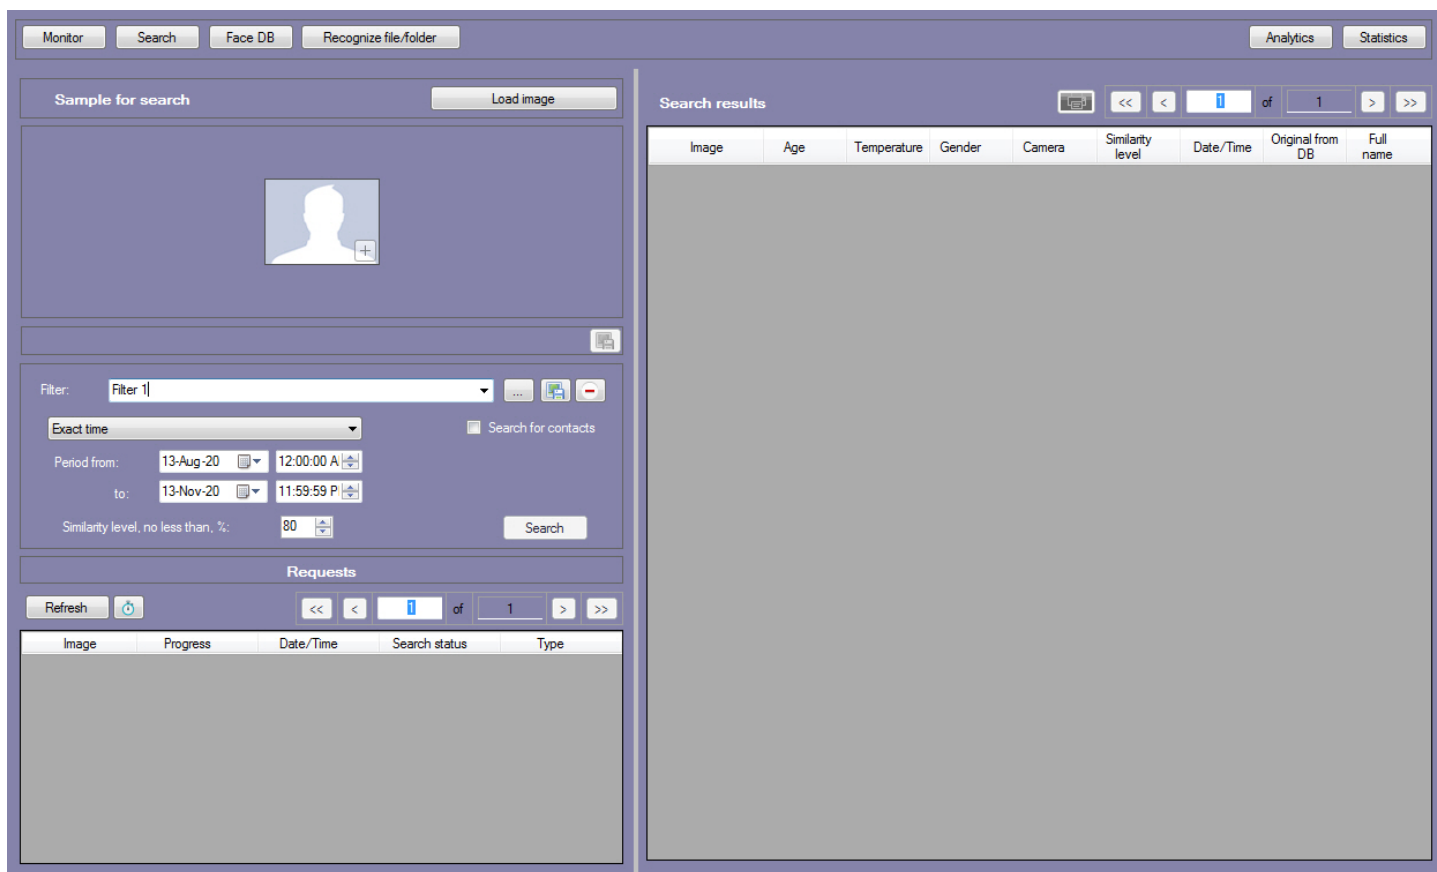 Monitor Search Face DB Recognize file/folder Analytics Statistics
Sample for search Load image
Filter: Filter 1 ...
Exact time Search for contacts
Period from: 13-Aug-20 12:00:00 A
to: 13-Nov-20 11:59:59 P
Similarity level, no less than, %: 80 Search
Requests
Refresh << < 1 of 1 > >>
Image Progress Date/Time Search status Type
Search results << < 1 of 1 > >>
Image Age Temperature Gender Camera Similarity level Date/Time Original from DB Full name